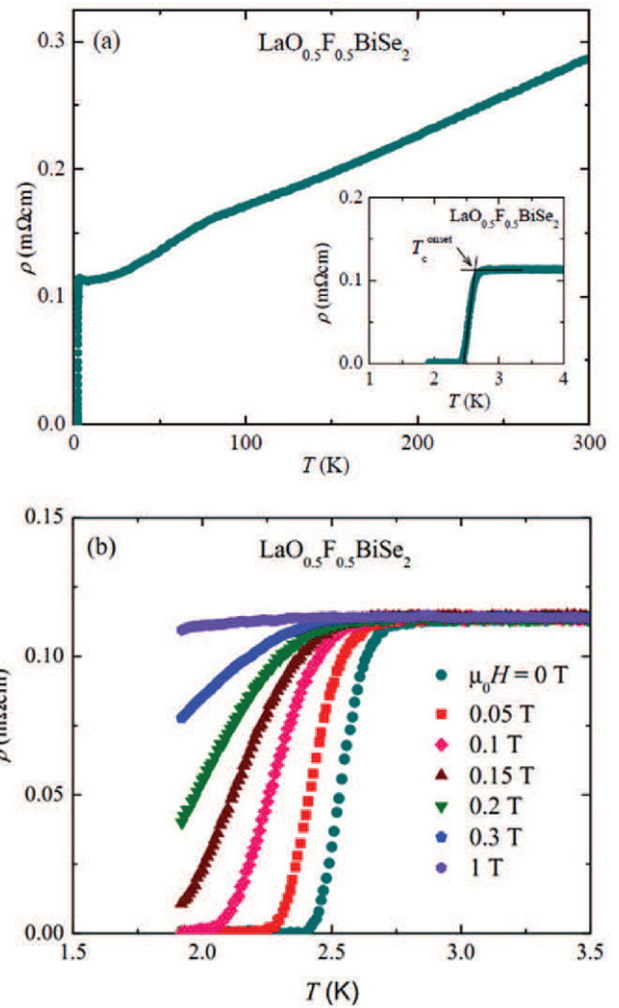 0.3
(a)
LaO0.5F0.5BiSe2
0.2
0.1
0.0
ρ (mΩcm)
0 100 200 300
T (K)
0.2
LaO0.5F0.5BiSe2
Tc onset
0.1
0.0
ρ (mΩcm)
1 2 3 4
T (K)
0.15
(b)
LaO0.5F0.5BiSe2
0.10
0.05
0.00
ρ (mΩcm)
μ0H = 0 T
0.05 T
0.1 T
0.15 T
0.2 T
0.3 T
1 T
1.5 2.0 2.5 3.0 3.5
T (K)